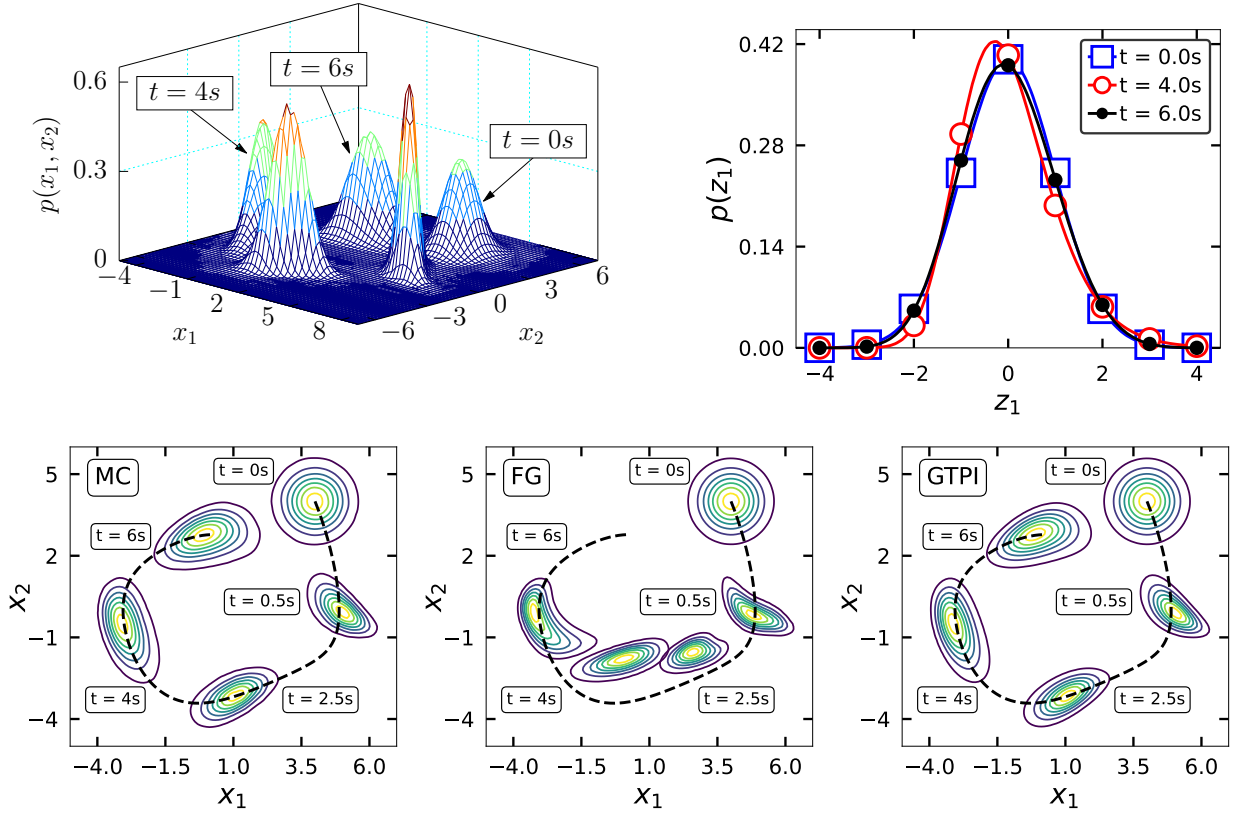 0.6
0.3
0
p(x₁, x₂)
t = 4s
t = 6s
t = 0s
−4
−1
2
5
8
x₁
−6
−3
0
3
6
x₂
0.42
0.28
0.14
0.00
p(z₁)
t = 0.0s
t = 4.0s
t = 6.0s
−4
−2
0
2
4
z₁
5
2
−1
−4
x₂
MC
t = 0s
t = 6s
t = 0.5s
t = 4s
t = 2.5s
−4.0
−1.5
1.0
3.5
6.0
x₁
5
2
−1
−4
x₂
FG
t = 0s
t = 6s
t = 0.5s
t = 4s
t = 2.5s
−4.0
−1.5
1.0
3.5
6.0
x₁
5
2
−1
−4
x₂
GTPI
t = 0s
t = 6s
t = 0.5s
t = 4s
t = 2.5s
−4.0
−1.5
1.0
3.5
6.0
x₁